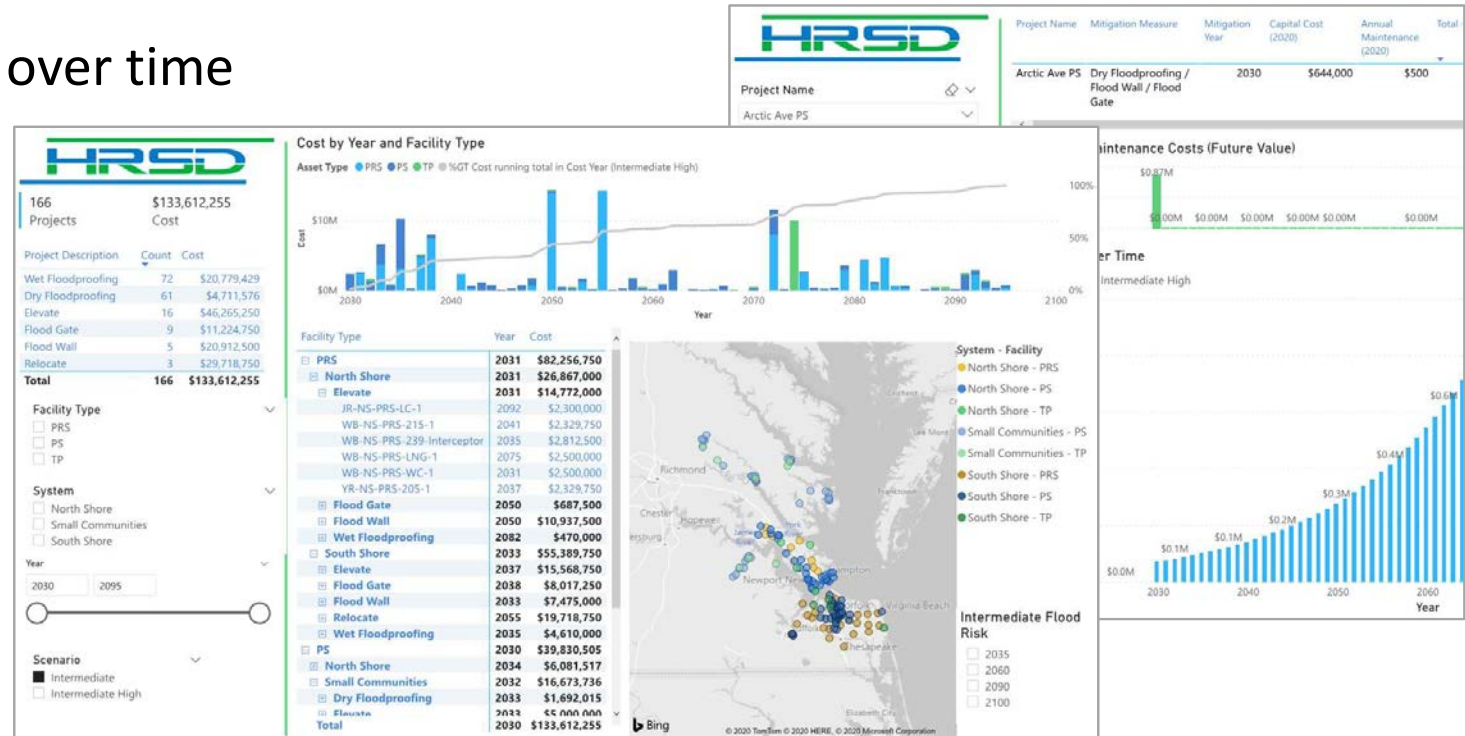 over time
HRSD
Project Name
Arctic Ave PS
Project Name Mitigation Measure Mitigation Year Capital Cost (2020) Annual Maintenance (2020) Total
Arctic Ave PS Dry Floodproofing / Flood Wall / Flood Gate 2030 $644,000 $500
HRSD
166 $133,612,255
Projects Cost
Project Description Count Cost
Wet Floodproofing 72 $20,779,429
Dry Floodproofing 61 $4,711,576
Elevate 16 $46,265,250
Flood Gate 9 $11,224,750
Flood Wall 5 $20,912,500
Relocate 3 $29,718,750
Total 166 $133,612,255
Facility Type
PRS
PS
TP
System
North Shore
Small Communities
South Shore
Year
2030 2095
Scenario
Intermediate
Intermediate High
Cost by Year and Facility Type
Asset Type PRS PS TP %GT Cost running total in Cost Year (Intermediate High)
Cost
$10M
$0M
100%
50%
0%
2030 2040 2050 2060 2070 2080 2090 2100
Year
Facility Type Year Cost
PRS 2031 $82,256,750
North Shore 2031 $26,867,000
Elevate 2031 $14,772,000
JR-NS-PRS-LC-1 2092 $2,300,000
WB-NS-PRS-215-1 2041 $2,329,750
WB-NS-PRS-239-Interceptor 2035 $2,812,500
WB-NS-PRS-LNG-1 2075 $2,500,000
WB-NS-PRS-WC-1 2031 $2,500,000
YR-NS-PRS-205-1 2037 $2,329,750
Flood Gate 2050 $687,500
Flood Wall 2050 $10,937,500
Wet Floodproofing 2082 $470,000
South Shore 2033 $55,389,750
Elevate 2037 $15,568,750
Flood Gate 2038 $8,017,250
Flood Wall 2033 $7,475,000
Relocate 2055 $19,718,750
Wet Floodproofing 2035 $4,610,000
PS 2030 $39,830,505
North Shore 2034 $6,081,517
Small Communities 2032 $16,673,736
Dry Floodproofing 2033 $1,692,015
Elevate 2033 $5,000,000
Total 2030 $133,612,255
Richmond
Chester
Hopewell
Newport News
Virginia Beach
Chesapeake
Elizabeth City
Franktown
Bing
© 2020 TomTom © 2020 HERE, © 2020 Microsoft Corporation
System - Facility
North Shore - PRS
North Shore - PS
North Shore - TP
Small Communities - PS
Small Communities - TP
South Shore - PRS
South Shore - PS
South Shore - TP
Intermediate Flood Risk
2035
2060
2090
2100
aintenance Costs (Future Value)
$0.87M
$0.00M $0.00M $0.00M $0.00M $0.00M $0.00M
er Time
Intermediate High
$0.0M $0.1M $0.1M $0.2M $0.3M $0.4M $0.6M
2030 2040 2050 2060
Year